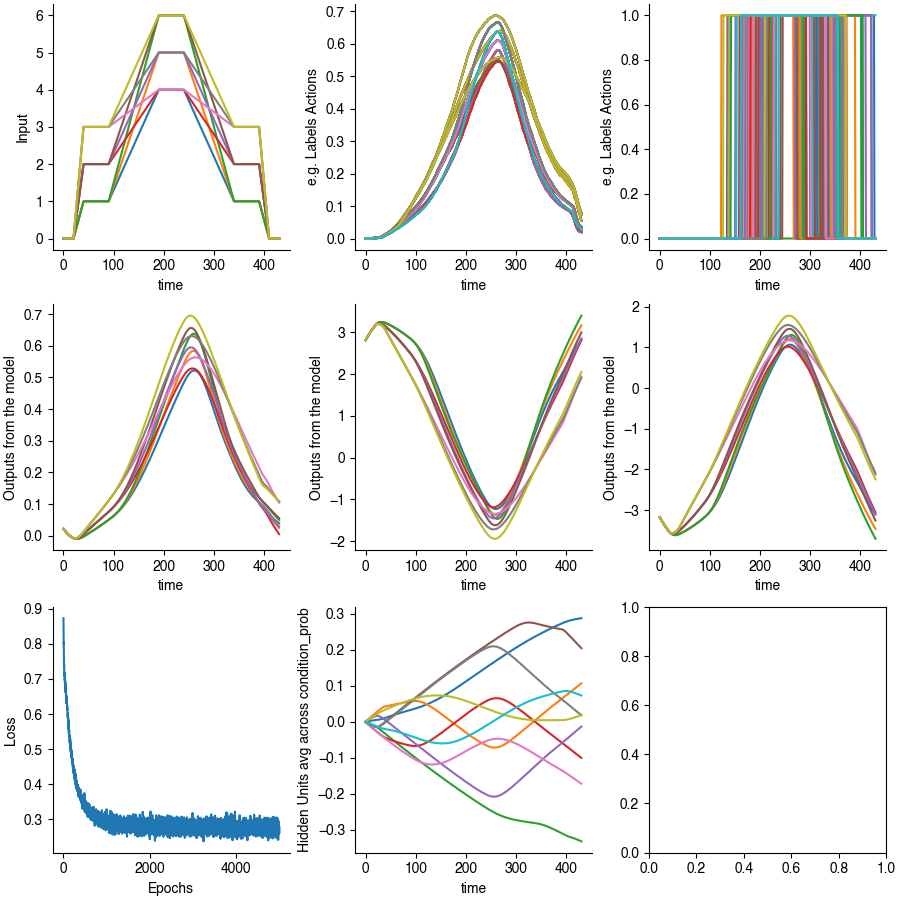 6
5
4
3
2
1
0
Input
0 100 200 300 400
time
0.7
0.6
0.5
0.4
0.3
0.2
0.1
0.0
e.g. Labels Actions
0 100 200 300 400
time
1.0
0.8
0.6
0.4
0.2
0.0
e.g. Labels Actions
0 100 200 300 400
time
0.7
0.6
0.5
0.4
0.3
0.2
0.1
0.0
Outputs from the model
0 100 200 300 400
time
3
2
1
0
−1
−2
Outputs from the model
0 100 200 300 400
time
2
1
0
−1
−2
−3
Outputs from the model
0 100 200 300 400
time
0.9
0.8
0.7
0.6
0.5
0.4
0.3
Loss
0 2000 4000
Epochs
0.3
0.2
0.1
0.0
−0.1
−0.2
−0.3
Hidden Units avg across condition_prob
0 100 200 300 400
time
1.0
0.8
0.6
0.4
0.2
0.0
0.0 0.2 0.4 0.6 0.8 1.0